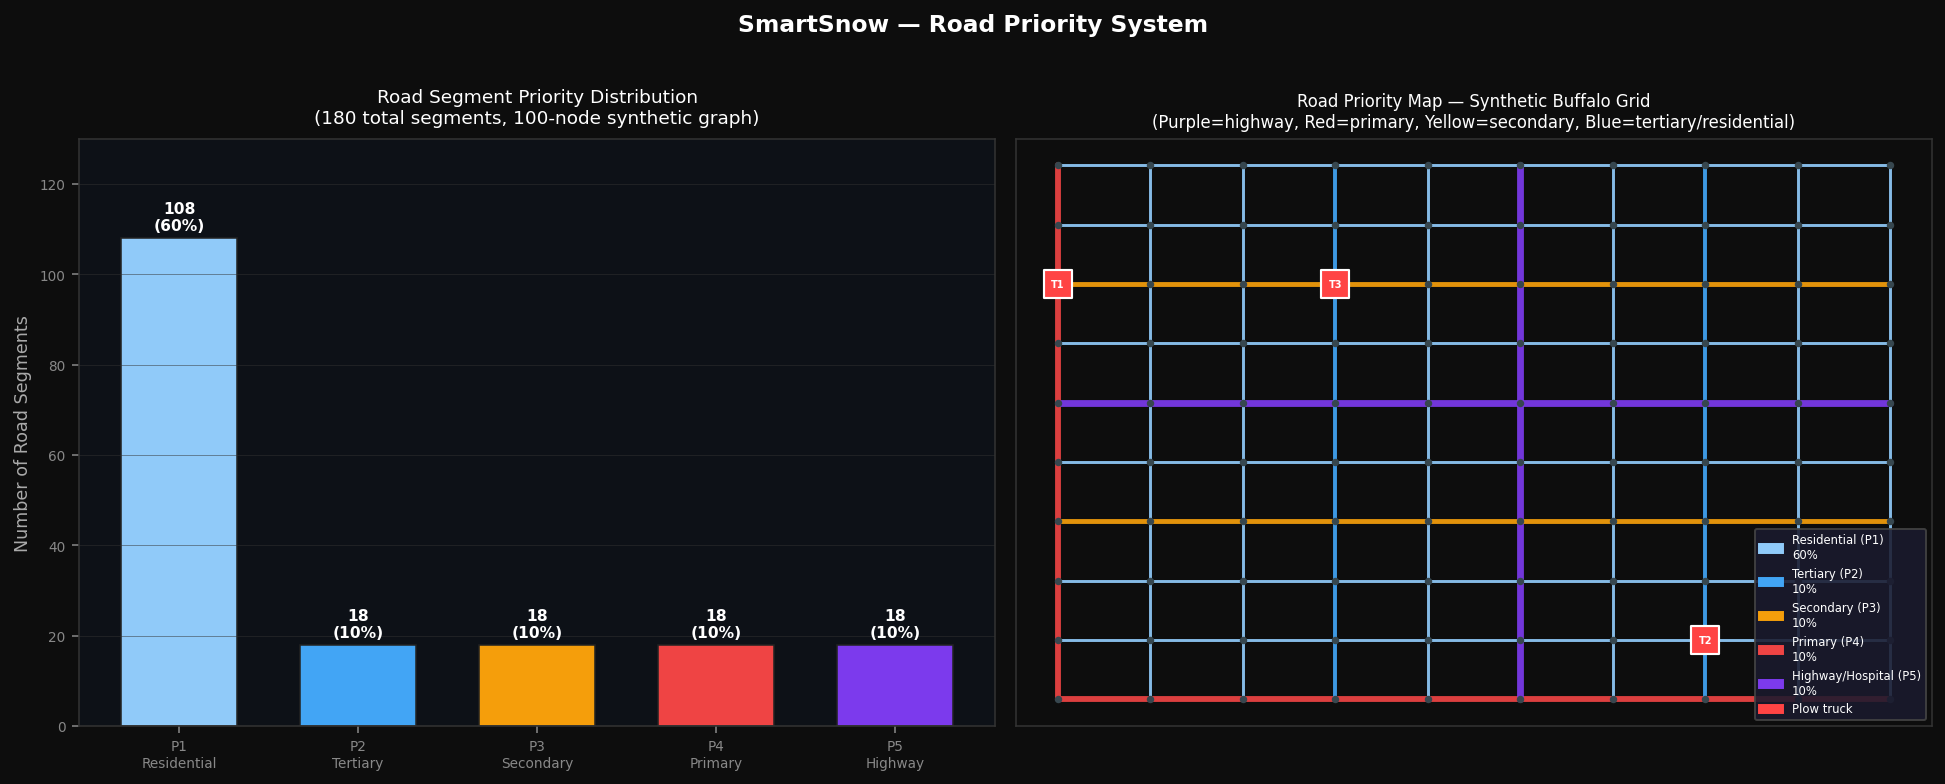 SmartSnow — Road Priority System
Road Segment Priority Distribution
(180 total segments, 100-node synthetic graph)
Number of Road Segments
120
100
80
60
40
20
0
108
(60%)
18
(10%)
18
(10%)
18
(10%)
18
(10%)
P1
Residential
P2
Tertiary
P3
Secondary
P4
Primary
P5
Highway
Road Priority Map — Synthetic Buffalo Grid
(Purple=highway, Red=primary, Yellow=secondary, Blue=tertiary/residential)
T1
T3
T2
Residential (P1)
60%
Tertiary (P2)
10%
Secondary (P3)
10%
Primary (P4)
10%
Highway/Hospital (P5)
10%
Plow truck